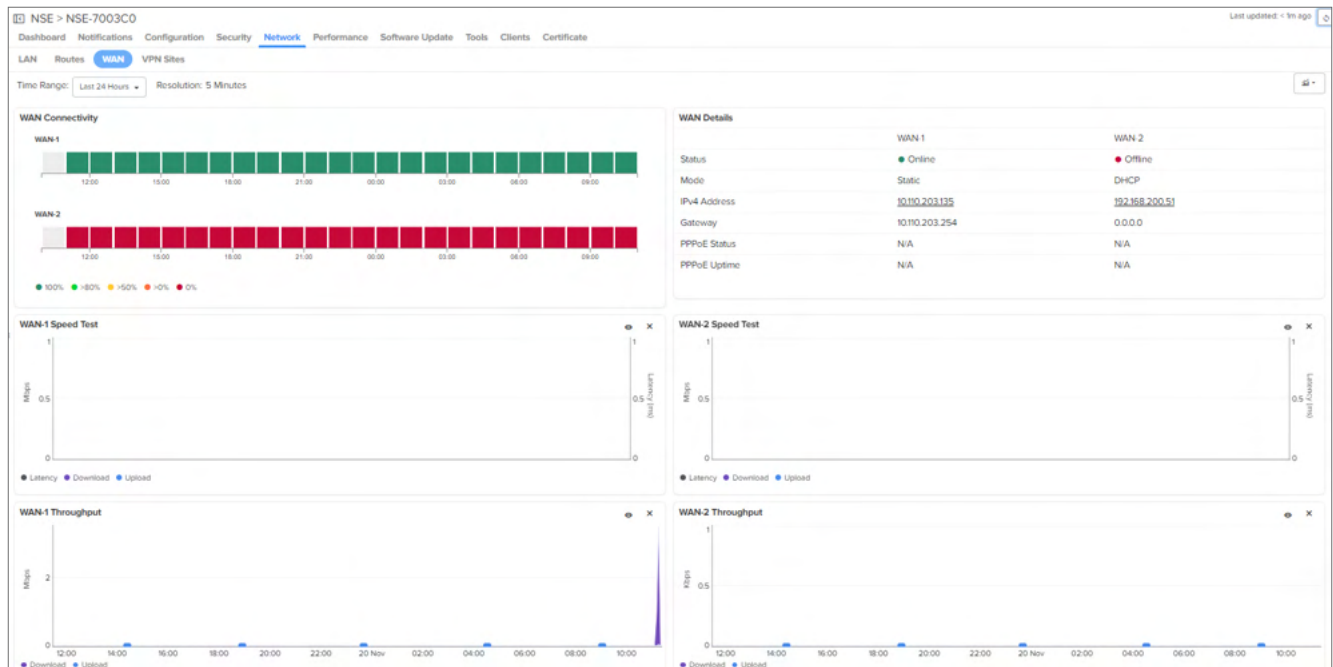 NSE > NSE-7003C0
Last updated: < 1m ago
Dashboard Notifications Configuration Security Network Performance Software Update Tools Clients Certificate
LAN Routes WAN VPN Sites
Time Range: Last 24 Hours Resolution: 5 Minutes
WAN Connectivity
WAN-1
12:00 15:00 18:00 21:00 00:00 03:00 06:00 09:00
WAN-2
12:00 15:00 18:00 21:00 00:00 03:00 06:00 09:00
100% >80% >50% >0% 0%
WAN Details
WAN-1 WAN-2
Status Online Offline
Mode Static DHCP
IPv4 Address 10.110.203.135 192.168.200.51
Gateway 10.110.203.254 0.0.0.0
PPPoE Status N/A N/A
PPPoE Uptime N/A N/A
WAN-1 Speed Test
1 1
Mbps 0.5 0.5 Latency (ms)
0 0
Latency Download Upload
WAN-2 Speed Test
1 1
Mbps 0.5 0.5 Latency (ms)
0 0
Latency Download Upload
WAN-1 Throughput
Mbps 2
0
12:00 14:00 16:00 18:00 20:00 22:00 20 Nov 02:00 04:00 06:00 08:00 10:00
Download Upload
WAN-2 Throughput
1
Kbps 0.5
0
12:00 14:00 16:00 18:00 20:00 22:00 20 Nov 02:00 04:00 06:00 08:00 10:00
Download Upload